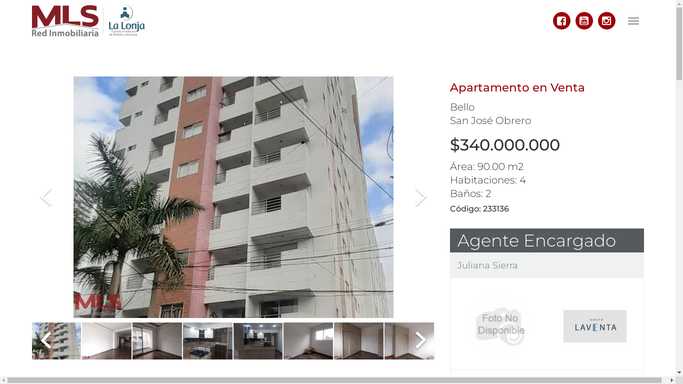 MLS
Red Inmobiliaria
La Lonja
Apartamento en Venta
Bello
San José Obrero
$340.000.000
Área: 90.00 m2
Habitaciones: 4
Baños: 2
Código: 233136
MLS
Agente Encargado
Juliana Sierra
Foto No
Disponible
LAVENTA